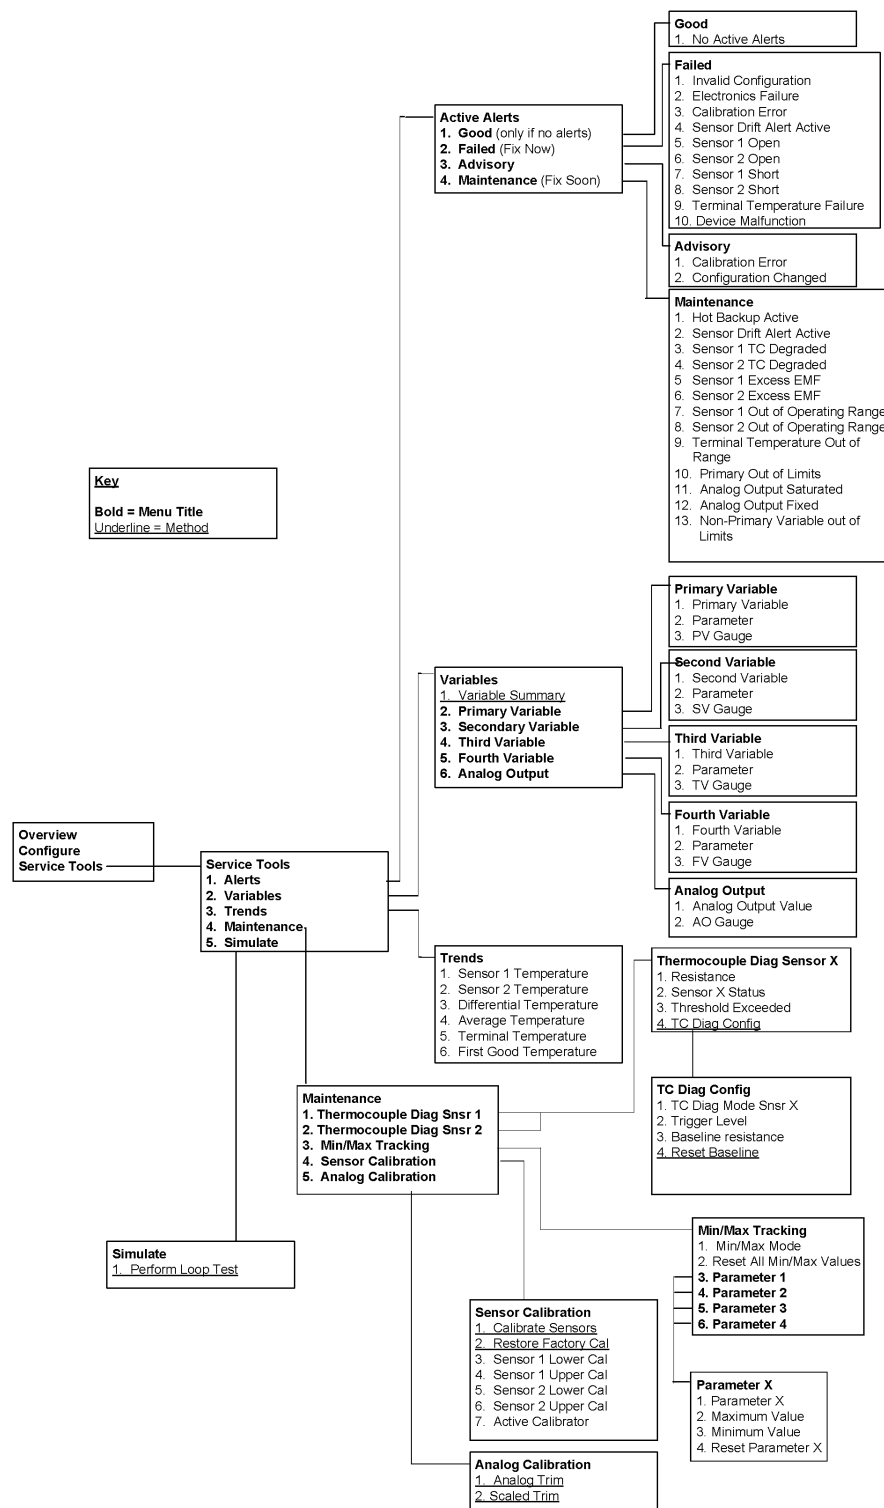 Good
1. No Active Alerts
Failed
1. Invalid Configuration
2. Electronics Failure
3. Calibration Error
4. Sensor Drift Alert Active
5. Sensor 1 Open
6. Sensor 2 Open
7. Sensor 1 Short
8. Sensor 2 Short
9. Terminal Temperature Failure
10. Device Malfunction
Active Alerts
1. Good (only if no alerts)
2. Failed (Fix Now)
3. Advisory
4. Maintenance (Fix Soon)
Advisory
1. Calibration Error
2. Configuration Changed
Maintenance
1. Hot Backup Active
2. Sensor Drift Alert Active
3. Sensor 1 TC Degraded
4. Sensor 2 TC Degraded
5 Sensor 1 Excess EMF
6. Sensor 2 Excess EMF
7. Sensor 1 Out of Operating Range
8. Sensor 2 Out of Operating Range
9. Terminal Temperature Out of
Range
10. Primary Out of Limits
11. Analog Output Saturated
12. Analog Output Fixed
13. Non-Primary Variable out of
Limits
Key
Bold = Menu Title
Underline = Method
Primary Variable
1. Primary Variable
2. Parameter
3. PV Gauge
Second Variable
1. Second Variable
2. Parameter
3. SV Gauge
Variables
1. Variable Summary
2. Primary Variable
3. Secondary Variable
4. Third Variable
5. Fourth Variable
6. Analog Output
Third Variable
1. Third Variable
2. Parameter
3. TV Gauge
Fourth Variable
1. Fourth Variable
2. Parameter
3. FV Gauge
Analog Output
1. Analog Output Value
2. AO Gauge
Overview
Configure
Service Tools
Service Tools
1. Alerts
2. Variables
3. Trends
4. Maintenance
5. Simulate
Trends
1. Sensor 1 Temperature
2. Sensor 2 Temperature
3. Differential Temperature
4. Average Temperature
5. Terminal Temperature
6. First Good Temperature
Thermocouple Diag Sensor X
1. Resistance
2. Sensor X Status
3. Threshold Exceeded
4. TC Diag Config
TC Diag Config
1. TC Diag Mode Snsr X
2. Trigger Level
3. Baseline resistance
4. Reset Baseline
Maintenance
1. Thermocouple Diag Snsr 1
2. Thermocouple Diag Snsr 2
3. Min/Max Tracking
4. Sensor Calibration
5. Analog Calibration
Simulate
1. Perform Loop Test
Min/Max Tracking
1. Min/Max Mode
2. Reset All Min/Max Values
3. Parameter 1
4. Parameter 2
5. Parameter 3
6. Parameter 4
Sensor Calibration
1. Calibrate Sensors
2. Restore Factory Cal
3. Sensor 1 Lower Cal
4. Sensor 1 Upper Cal
5. Sensor 2 Lower Cal
6. Sensor 2 Upper Cal
7. Active Calibrator
Parameter X
1. Parameter X
2. Maximum Value
3. Minimum Value
4. Reset Parameter X
Analog Calibration
1. Analog Trim
2. Scaled Trim